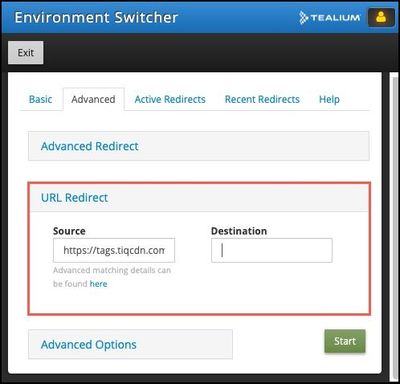 Environment Switcher
TEALIUM
Exit
Basic Advanced Active Redirects Recent Redirects Help
Advanced Redirect
URL Redirect
Source Destination
https://tags.tiqcdn.com
Advanced matching details can
be found here
Advanced Options
Start